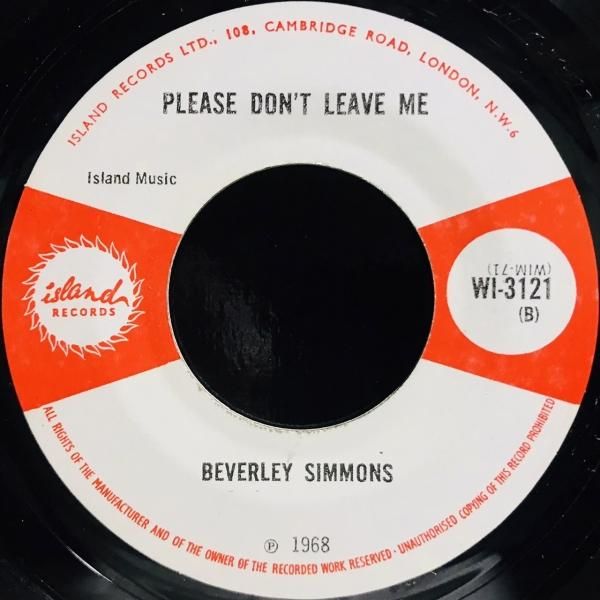 ISLAND RECORDS LTD., 108, CAMBRIDGE ROAD, LONDON, N.W.6
PLEASE DON'T LEAVE ME
Island Music
island
RECORDS
(WIM-71)
WI-3121
(B)
BEVERLEY SIMMONS
℗ 1968
ALL RIGHTS OF THE MANUFACTURER AND OF THE OWNER OF THE RECORDED WORK RESERVED · UNAUTHORISED COPYING OF THIS RECORD PROHIBITED